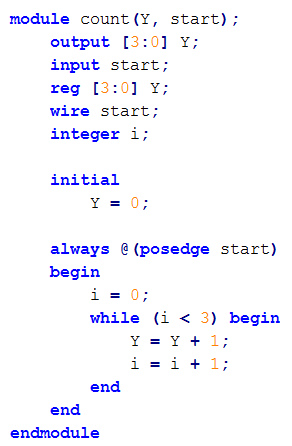 module count(Y, start);
    output [3:0] Y;
    input start;
    reg [3:0] Y;
    wire start;
    integer i;

    initial
        Y = 0;

    always @(posedge start)
    begin
        i = 0;
        while (i < 3) begin
            Y = Y + 1;
            i = i + 1;
        end
    end
endmodule